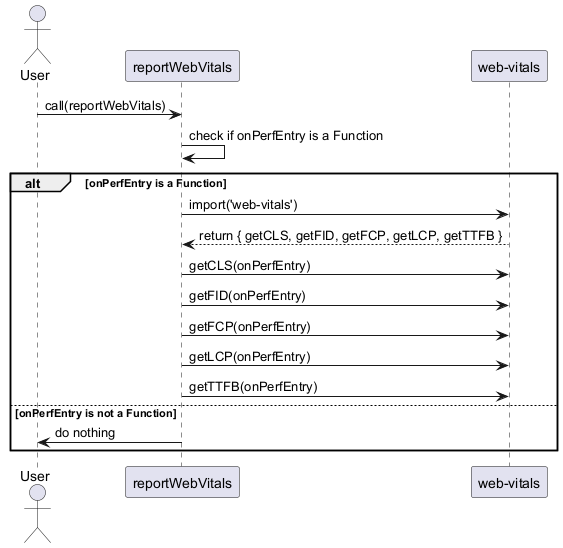 User
reportWebVitals
web-vitals
call(reportWebVitals)
check if onPerfEntry is a Function
alt
[onPerfEntry is a Function]
import('web-vitals')
return { getCLS, getFID, getFCP, getLCP, getTTFB }
getCLS(onPerfEntry)
getFID(onPerfEntry)
getFCP(onPerfEntry)
getLCP(onPerfEntry)
getTTFB(onPerfEntry)
[onPerfEntry is not a Function]
do nothing
User
reportWebVitals
web-vitals